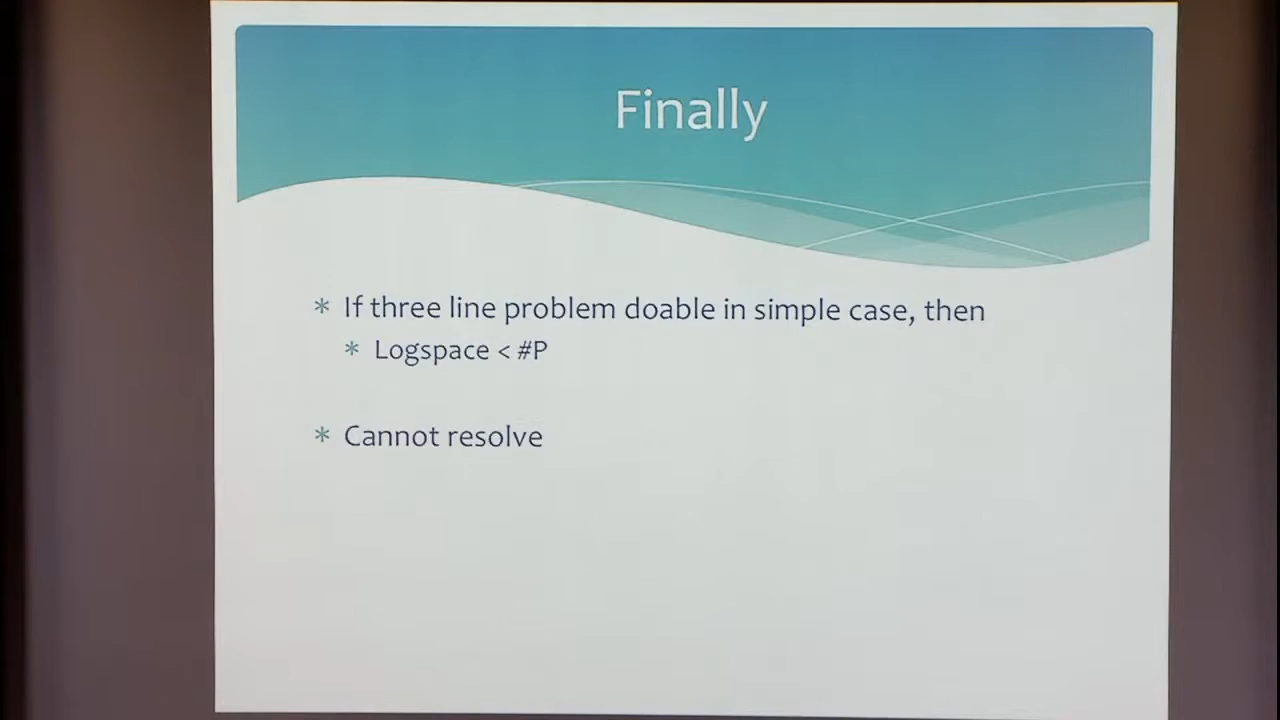 Finally
* If three line problem doable in simple case, then
* Logspace < #P
* Cannot resolve